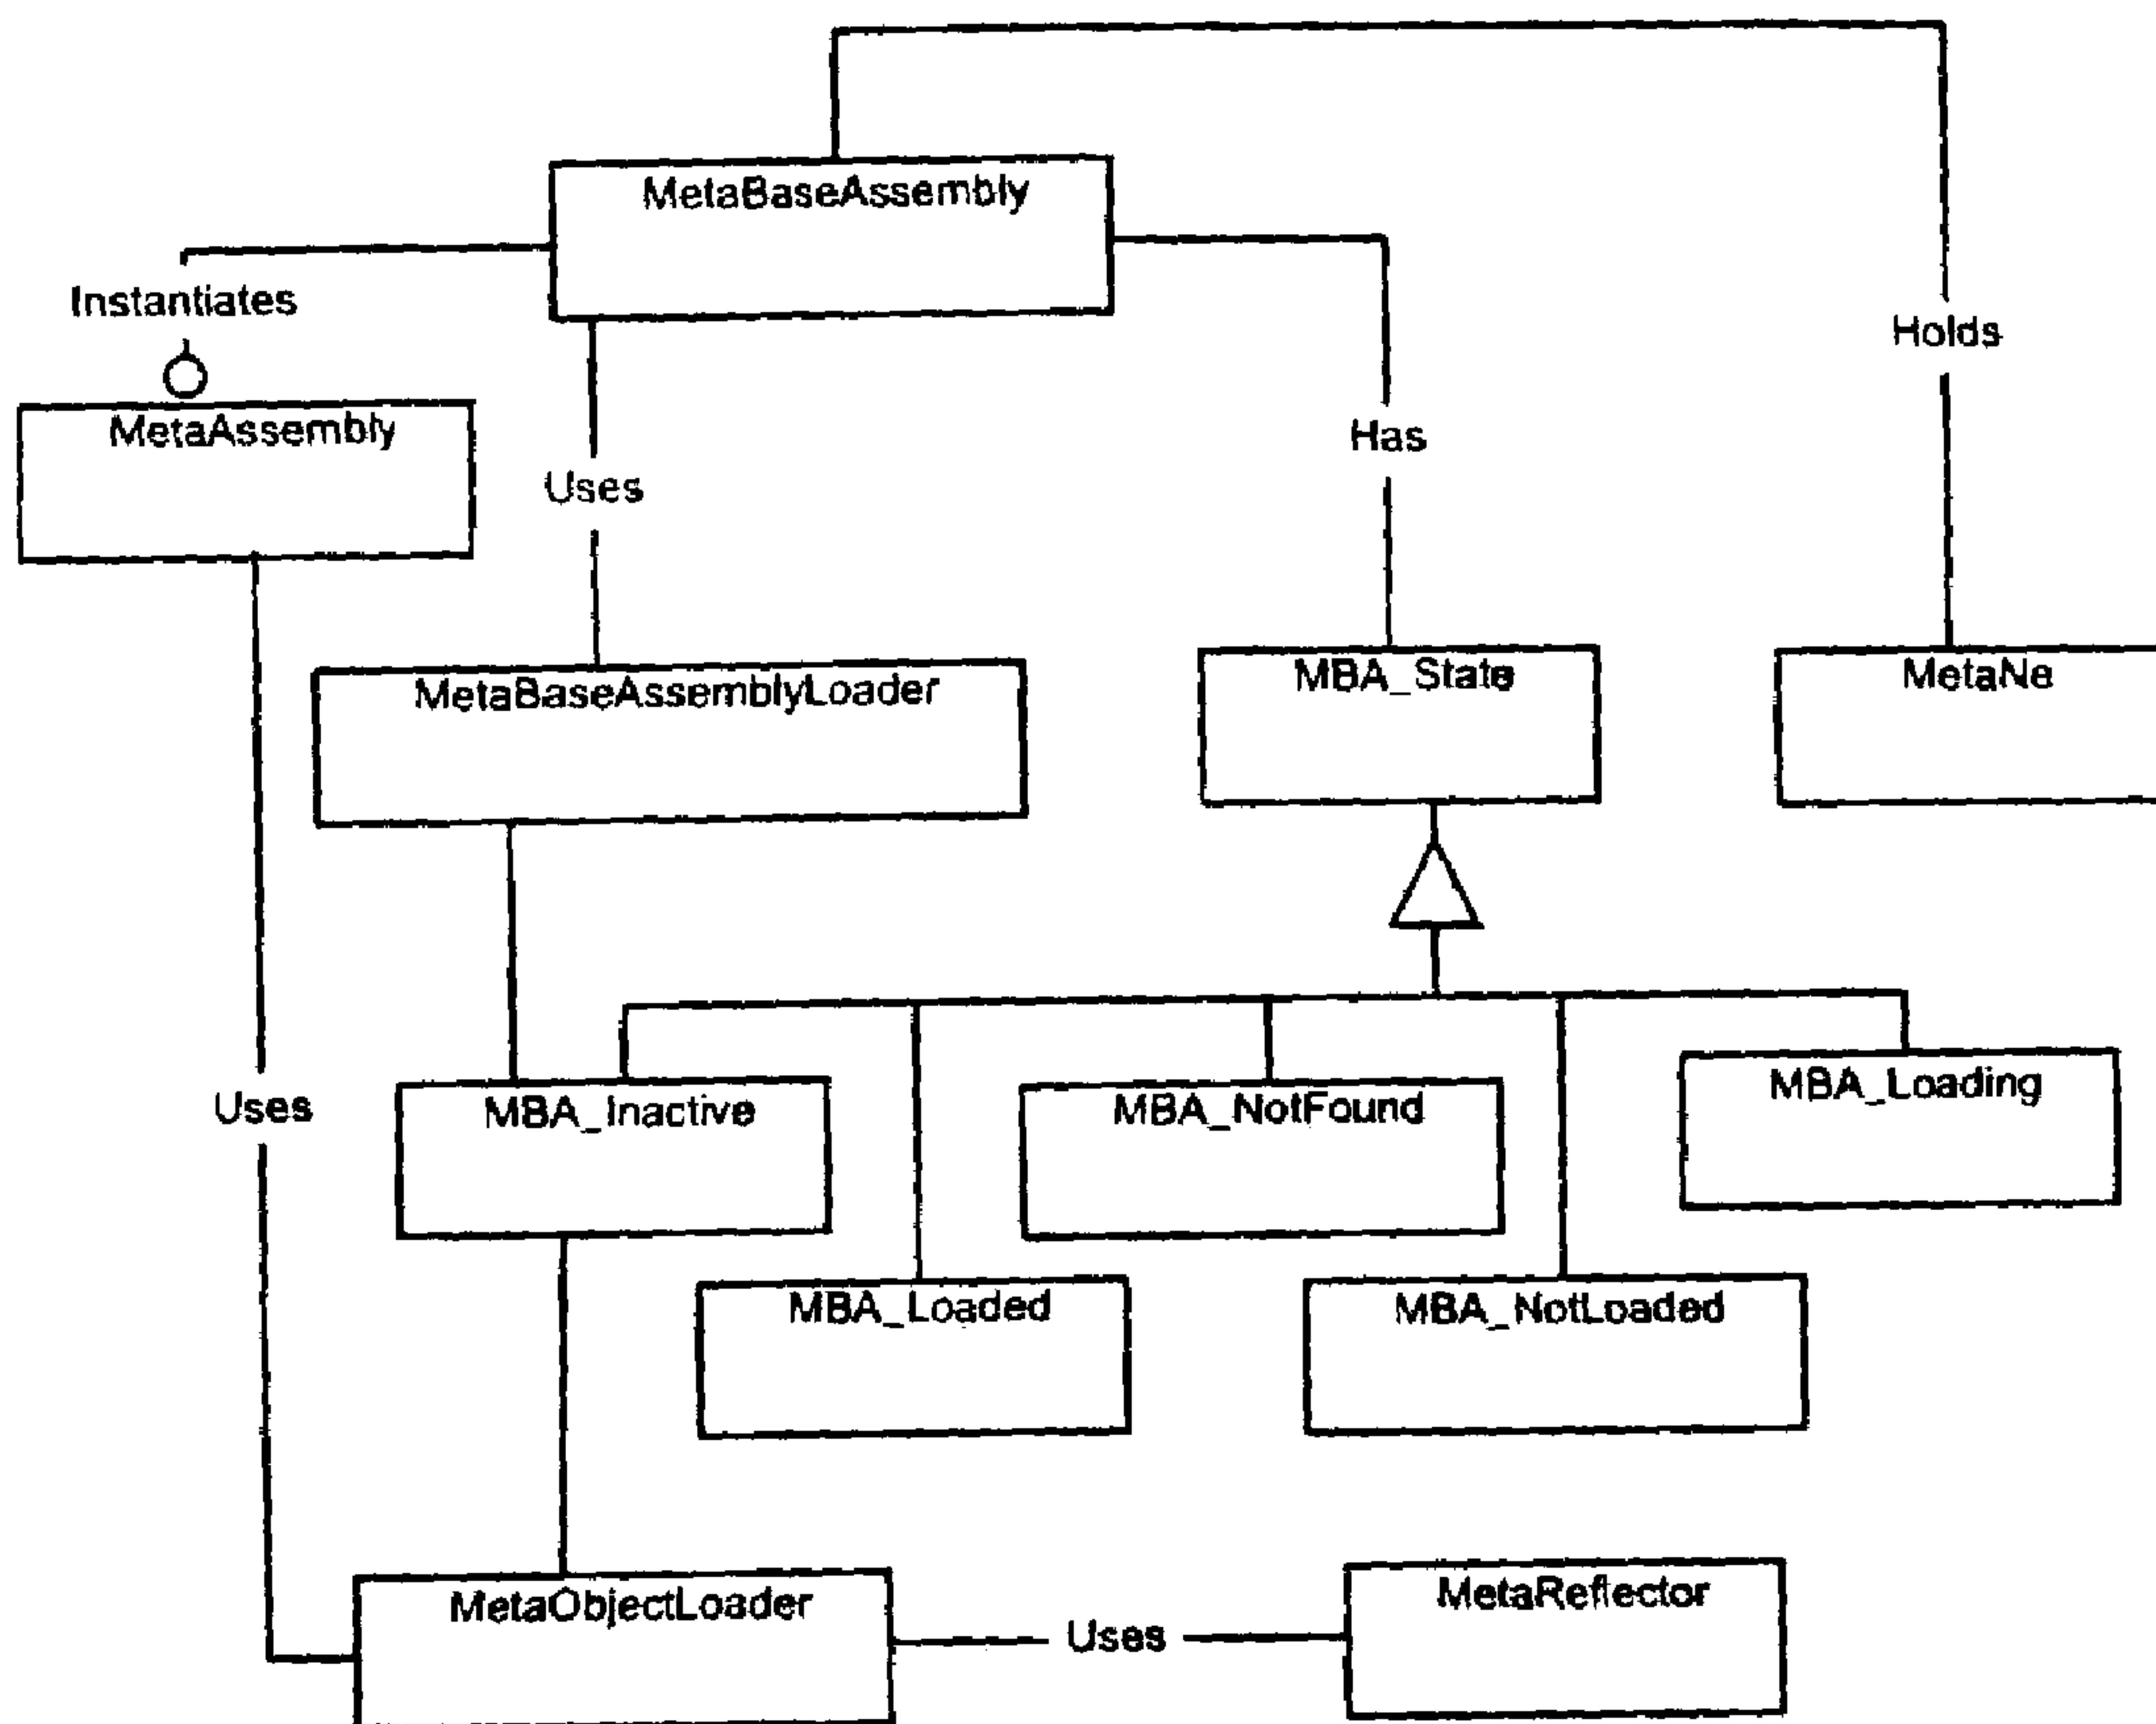 MetaBaseAssembly
Instantiates
Holds
MetaAssembly
Has
Uses
MetaBaseAssemblyLoader
MBA_State
MetaNe
MBA_Inactive
MBA_NotFound
MBA_Loading
Uses
MBA_Loaded
MBA_NotLoaded
MetaObjectLoader
MetaReflector
Uses